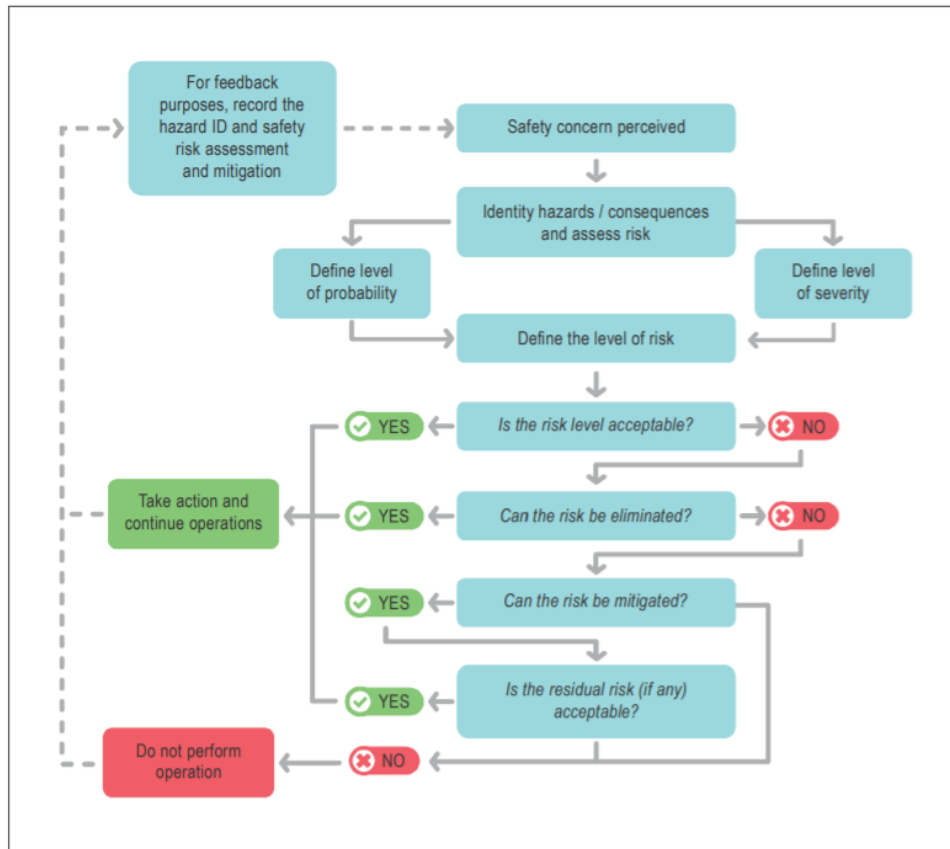 For feedback
purposes, record the
hazard ID and safety
risk assessment
and mitigation
Safety concern perceived
Identity hazards / consequences
and assess risk
Define level
of probability
Define level
of severity
Define the level of risk
YES
Is the risk level acceptable?
NO
Take action and
continue operations
YES
Can the risk be eliminated?
NO
YES
Can the risk be mitigated?
YES
Is the residual risk (if any)
acceptable?
Do not perform
operation
NO